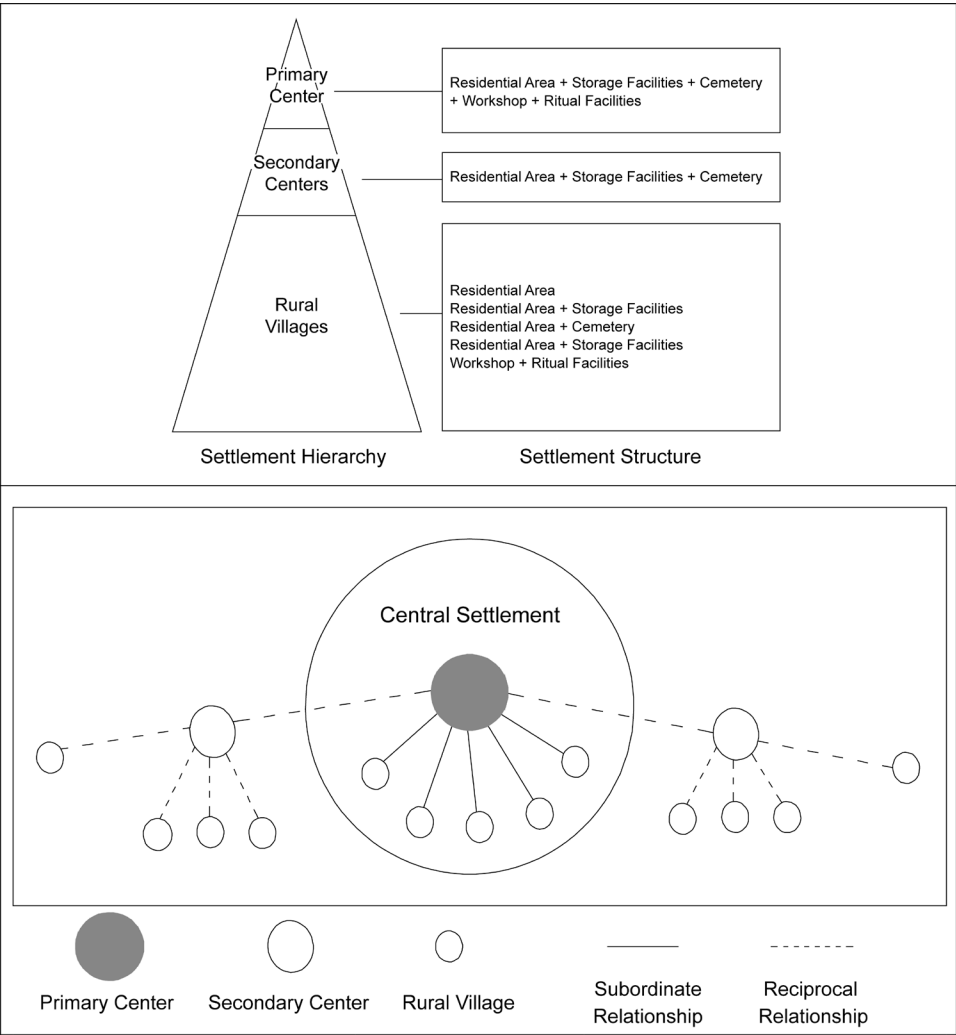 Primary
Center
Residential Area + Storage Facilities + Cemetery
+ Workshop + Ritual Facilities
Secondary
Centers
Residential Area + Storage Facilities + Cemetery
Rural
Villages
Residential Area
Residential Area + Storage Facilities
Residential Area + Cemetery
Residential Area + Storage Facilities
Workshop + Ritual Facilities
Settlement Hierarchy
Settlement Structure
Central Settlement
Primary Center
Secondary Center
Rural Village
Subordinate
Relationship
Reciprocal
Relationship